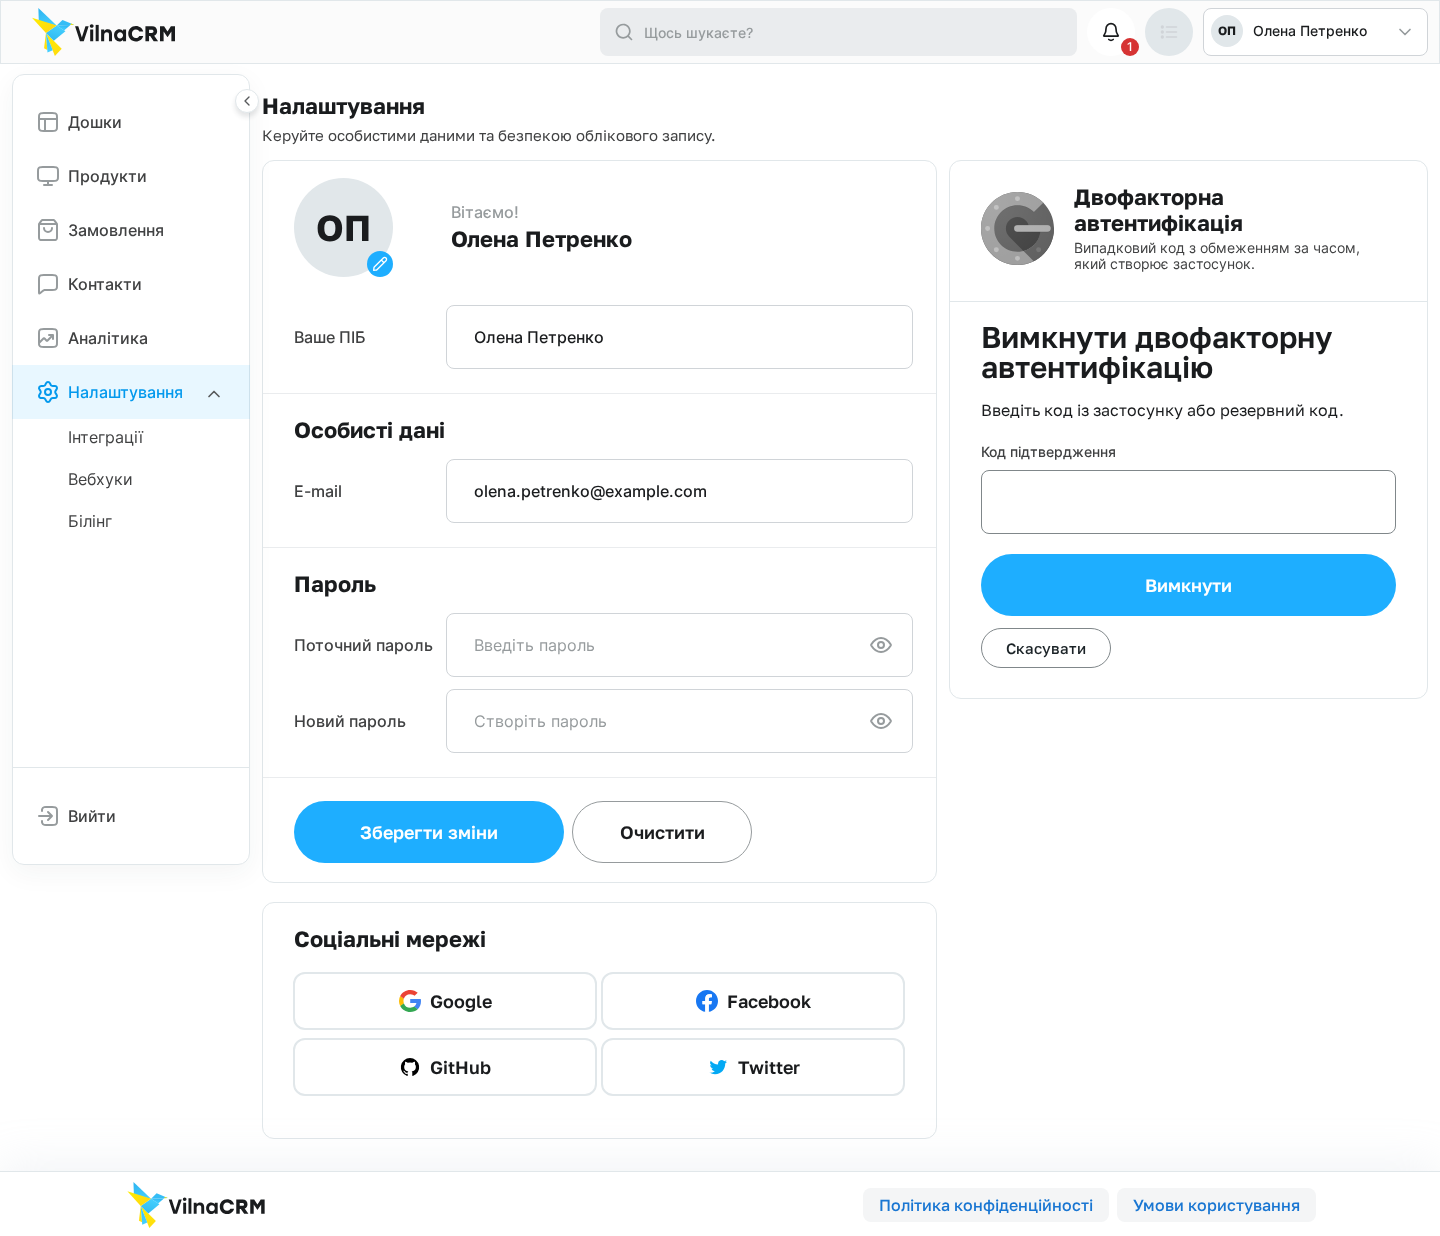 VilnaCRM
Щось шукаєте?
1
ОП
Олена Петренко
Дошки
Продукти
Замовлення
Контакти
Аналітика
Налаштування
Інтеграції
Вебхуки
Білінг
Вийти
Налаштування
Керуйте особистими даними та безпекою облікового запису.
ОП
Вітаємо!
Олена Петренко
Ваше ПІБ
Олена Петренко
Особисті дані
E-mail
olena.petrenko@example.com
Пароль
Поточний пароль
Введіть пароль
Новий пароль
Створіть пароль
Зберегти зміни
Очистити
Соціальні мережі
Google
Facebook
GitHub
Twitter
Двофакторна
автентифікація
Випадковий код з обмеженням за часом,
який створює застосунок.
Вимкнути двофакторну
автентифікацію
Введіть код із застосунку або резервний код.
Код підтвердження
Вимкнути
Скасувати
VilnaCRM
Політика конфіденційності
Умови користування